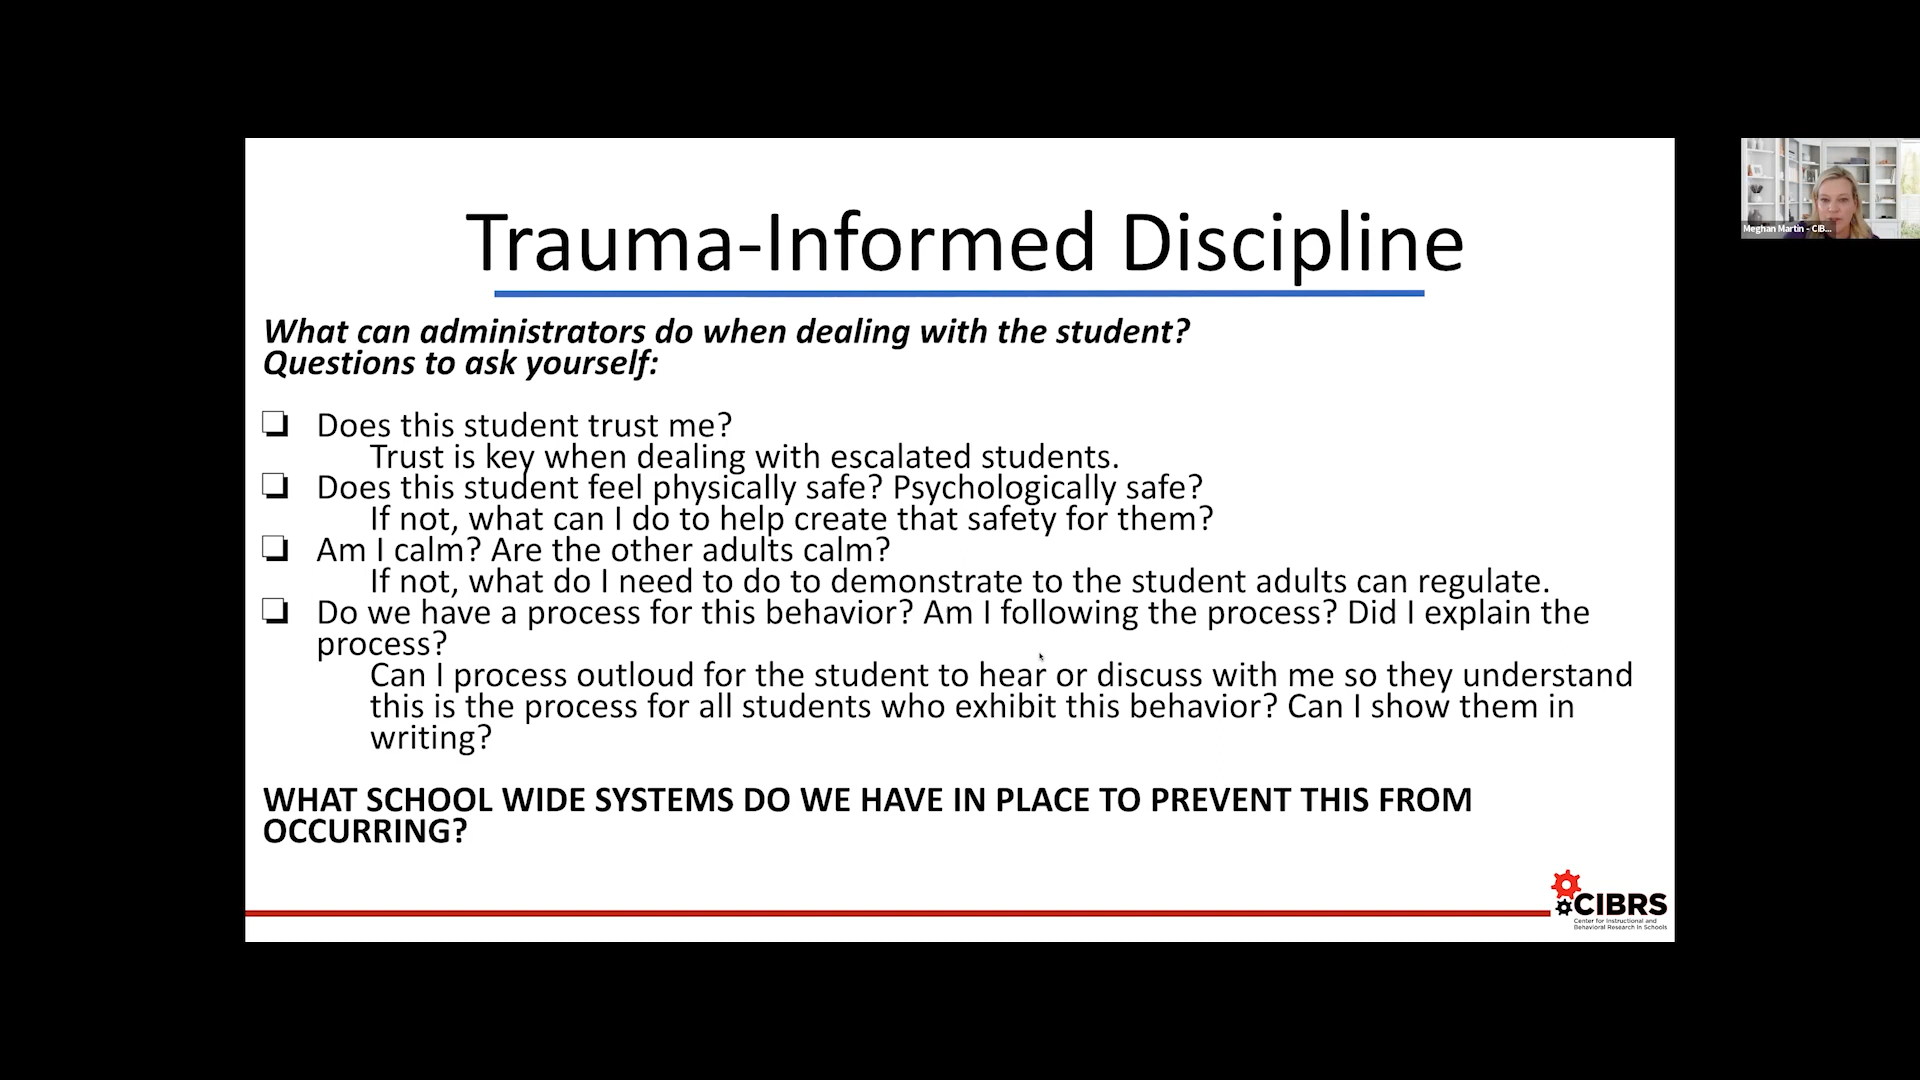 Trauma-Informed Discipline
What can administrators do when dealing with the student?
Questions to ask yourself:
Does this student trust me?
Trust is key when dealing with escalated students.
Does this student feel physically safe? Psychologically safe?
If not, what can I do to help create that safety for them?
Am I calm? Are the other adults calm?
If not, what do I need to do to demonstrate to the student adults can regulate.
Do we have a process for this behavior? Am I following the process? Did I explain the
process?
Can I process outloud for the student to hear or discuss with me so they understand
this is the process for all students who exhibit this behavior? Can I show them in
writing?
WHAT SCHOOL WIDE SYSTEMS DO WE HAVE IN PLACE TO PREVENT THIS FROM
OCCURRING?
CIBRS
Center for Instructional and
Behavioral Research in Schools
Meghan Martin - CIB...